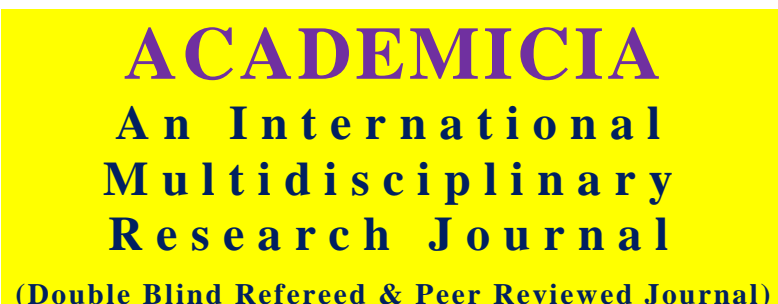 ACADEMICIA
An International
Multidisciplinary
Research Journal
(Double Blind Refereed & Peer Reviewed Journal)